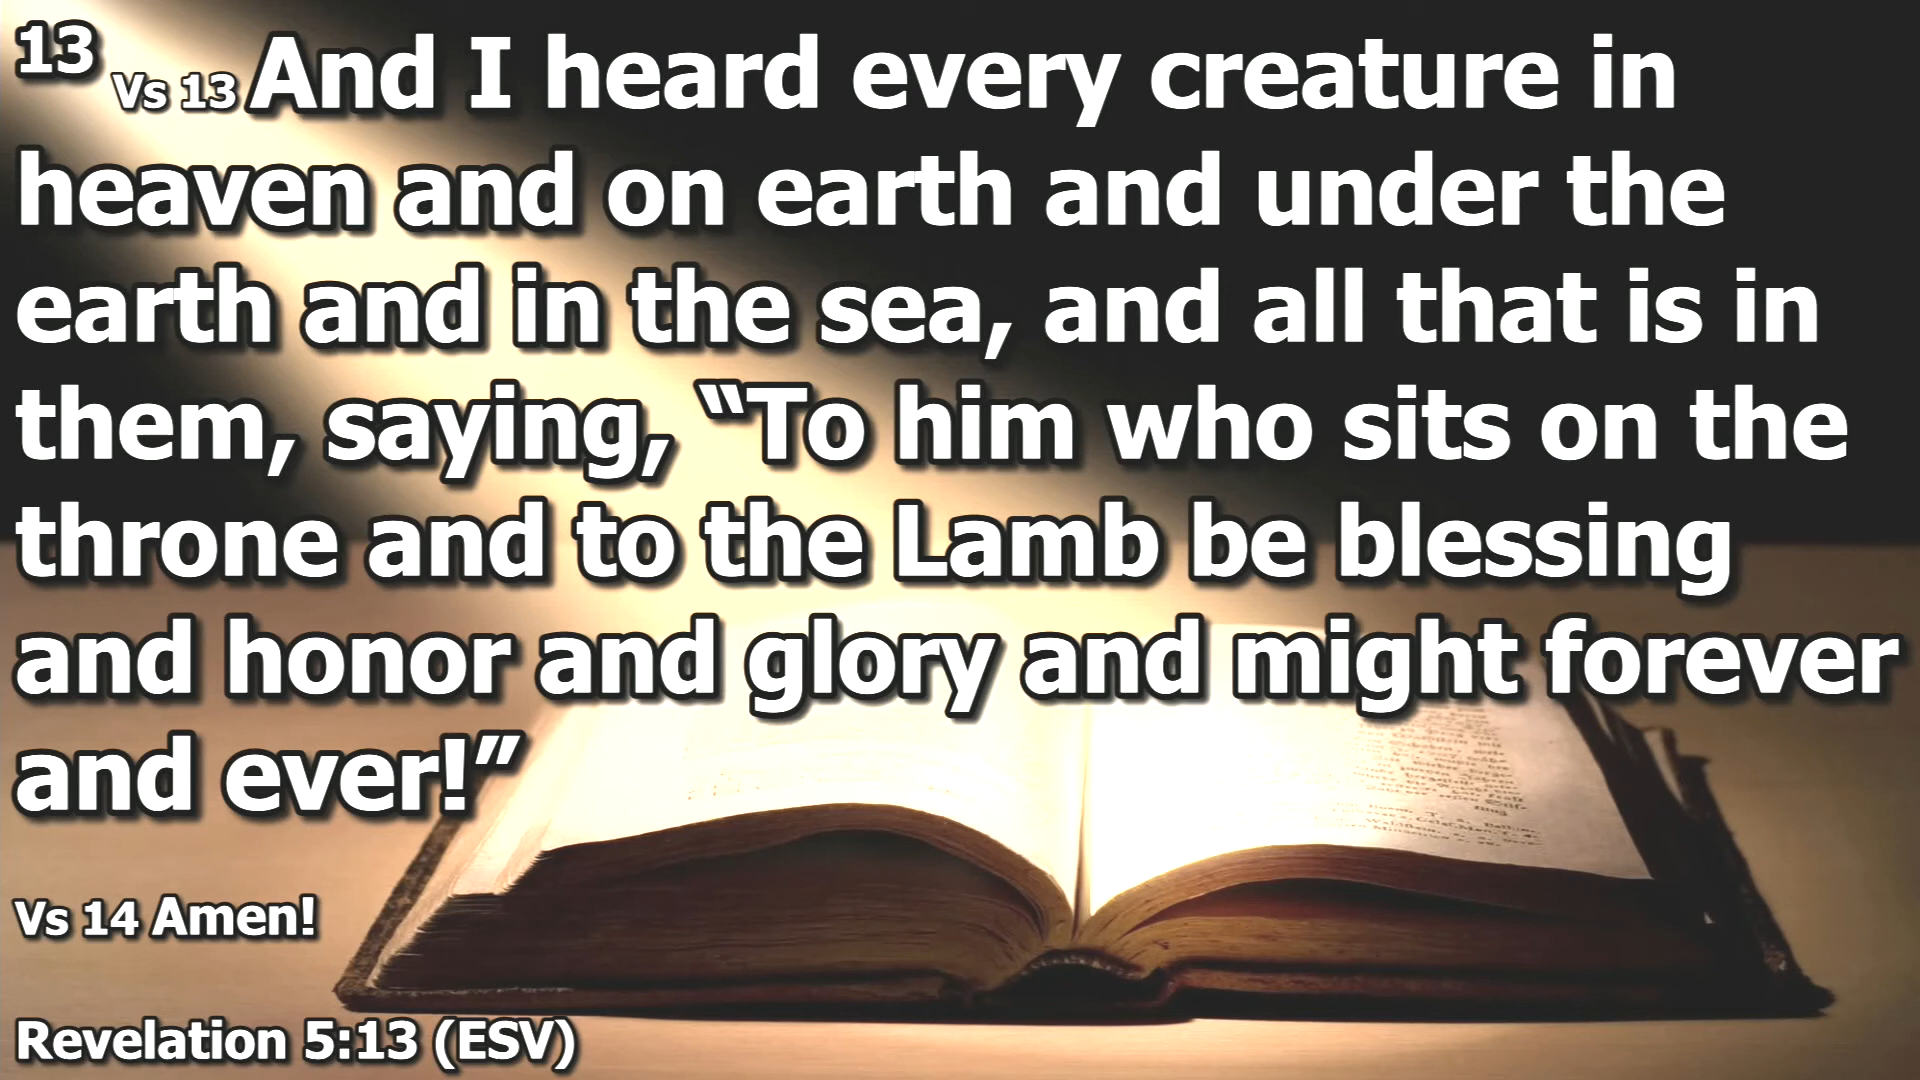 13 Vs 13 And I heard every creature in
heaven and on earth and under the
earth and in the sea, and all that is in
them, saying, “To him who sits on the
throne and to the Lamb be blessing
and honor and glory and might forever
and ever!”
Vs 14 Amen!
Revelation 5:13 (ESV)